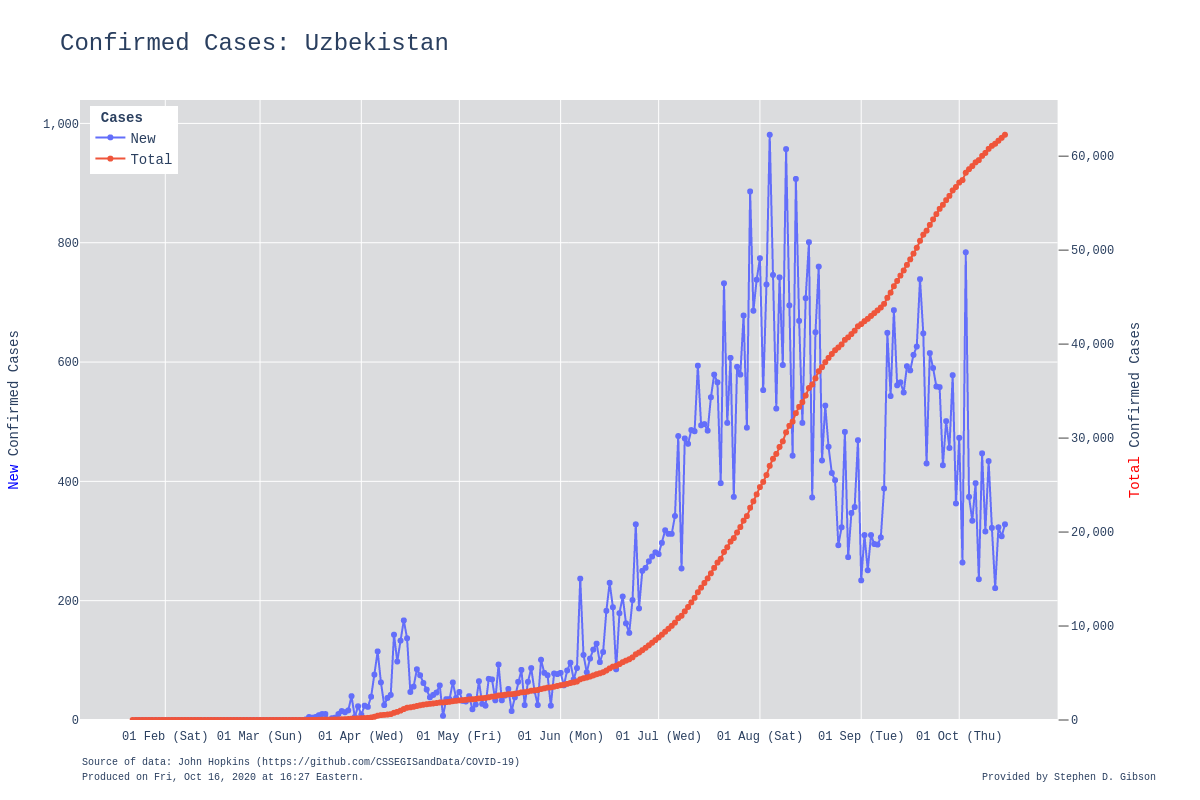 Confirmed Cases: Uzbekistan
Cases
New
Total
1,000
800
600
400
200
0
60,000
50,000
40,000
30,000
20,000
10,000
0
New Confirmed Cases
Total Confirmed Cases
01 Feb (Sat) 01 Mar (Sun) 01 Apr (Wed) 01 May (Fri) 01 Jun (Mon) 01 Jul (Wed) 01 Aug (Sat) 01 Sep (Tue) 01 Oct (Thu)
Source of data: John Hopkins (https://github.com/CSSEGISandData/COVID-19)
Produced on Fri, Oct 16, 2020 at 16:27 Eastern.
Provided by Stephen D. Gibson